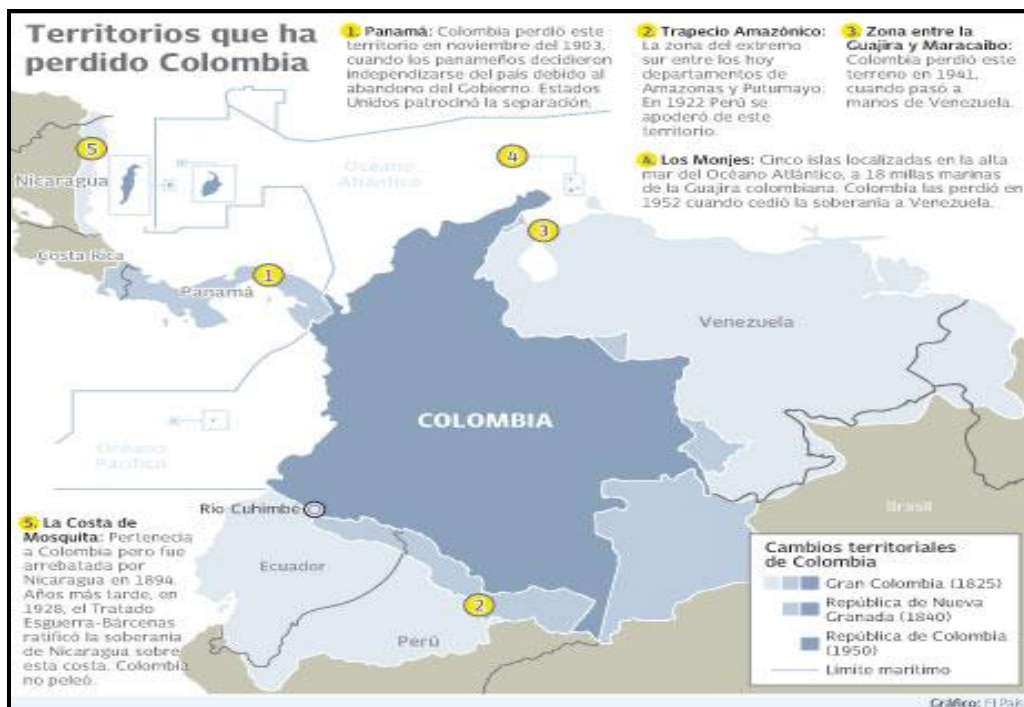 Territorios que ha
perdido Colombia
1. Panamá: Colombia perdió este
territorio en noviembre del 1903,
cuando los panameños decidieron
independizarse del país debido al
abandono del Gobierno. Estados
Unidos patrocinó la separación.
2. Trapecio Amazónico:
La zona del extremo
sur entre los hoy
departamentos de
Amazonas y Putumayo.
En 1922 Perú se
apoderó de este
territorio.
3. Zona entre la
Guajira y Maracaibo:
Colombia perdió este
terreno en 1941,
cuando pasó a
manos de Venezuela.
4. Los Monjes: Cinco islas localizadas en la alta
mar del Océano Atlántico, a 18 millas marinas
de la Guajira colombiana. Colombia las perdió en
1952 cuando cedió la soberanía a Venezuela.
5
4
Océano
Atlántico
Nicaragua
3
Costa Rica
1
Panamá
Venezuela
COLOMBIA
Océano
Pacífico
Río Cuhimbe
Brasil
5. La Costa de
Mosquita: Pertenecía
a Colombia pero fue
arrebatada por
Nicaragua en 1894.
Años más tarde, en
1928, el Tratado
Esguerra-Bárcenas
ratificó la soberanía
de Nicaragua sobre
esta costa. Colombia
no peleó.
Ecuador
2
Perú
Cambios territoriales
de Colombia
Gran Colombia (1825)
República de Nueva
Granada (1840)
República de Colombia
(1950)
Límite marítimo
Gráfico: El País